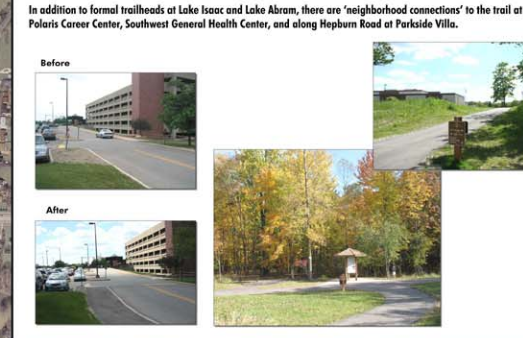 In addition to formal trailheads at Lake Isaac and Lake Abram, there are ‘neighborhood connections’ to the trail at
Polaris Career Center, Southwest General Health Center, and along Hepburn Road at Parkside Villa.
Before
After